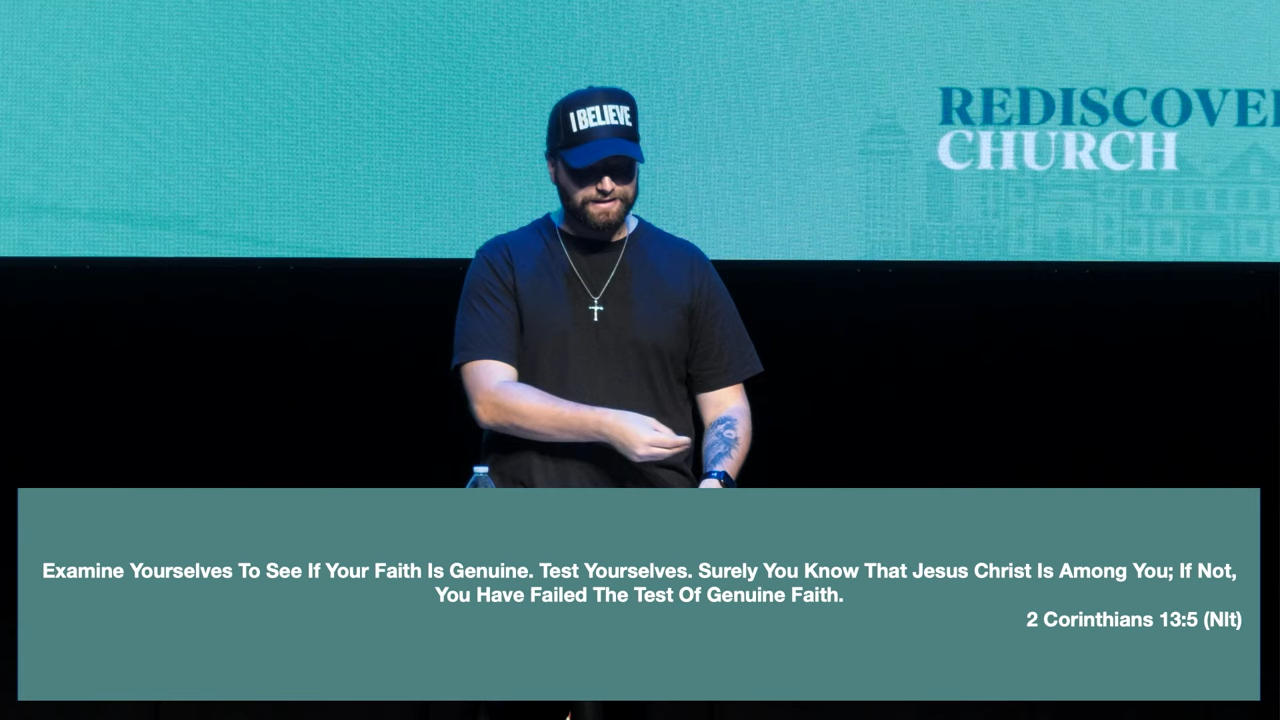 I BELIEVE
REDISCOVE
CHURCH
Examine Yourselves To See If Your Faith Is Genuine. Test Yourselves. Surely You Know That Jesus Christ Is Among You; If Not,
You Have Failed The Test Of Genuine Faith.
2 Corinthians 13:5 (Nlt)